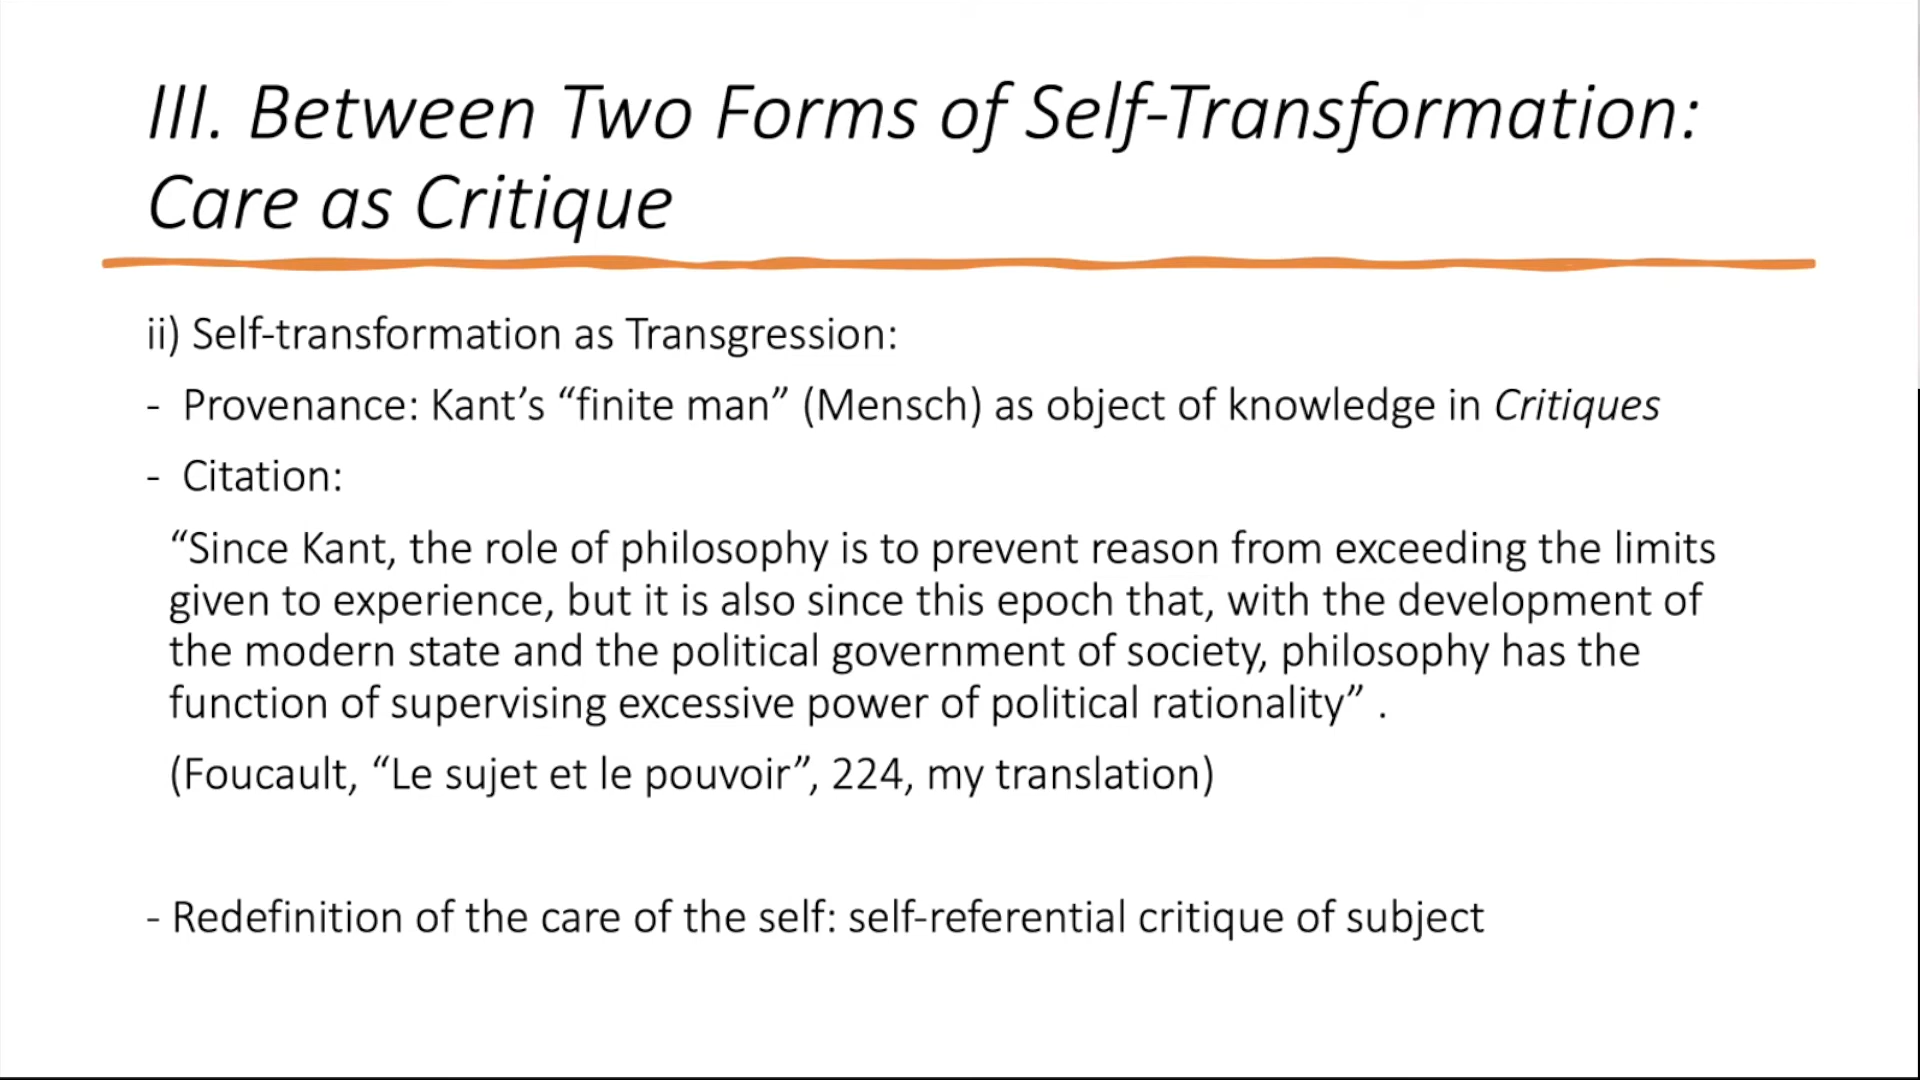 III. Between Two Forms of Self-Transformation:
Care as Critique
ii) Self-transformation as Transgression:
- Provenance: Kant’s “finite man” (Mensch) as object of knowledge in Critiques
- Citation:
“Since Kant, the role of philosophy is to prevent reason from exceeding the limits
given to experience, but it is also since this epoch that, with the development of
the modern state and the political government of society, philosophy has the
function of supervising excessive power of political rationality” .
(Foucault, “Le sujet et le pouvoir”, 224, my translation)
- Redefinition of the care of the self: self-referential critique of subject